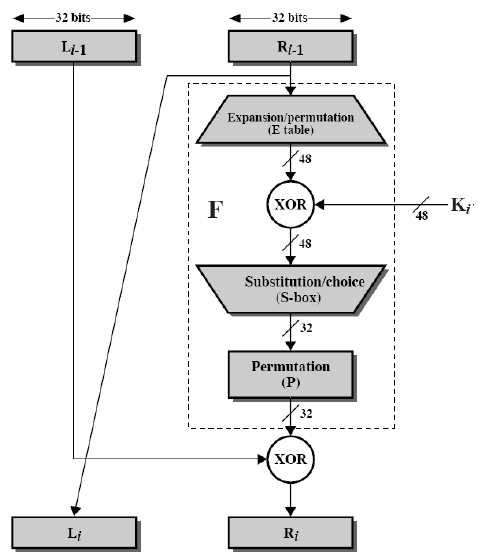 32 bits 32 bits
Li-1 Ri-1
Expansion/permutation
(E table)
48
F XOR Ki
48
48
Substitution/choice
(S-box)
32
Permutation
(P)
32
XOR
Li Ri